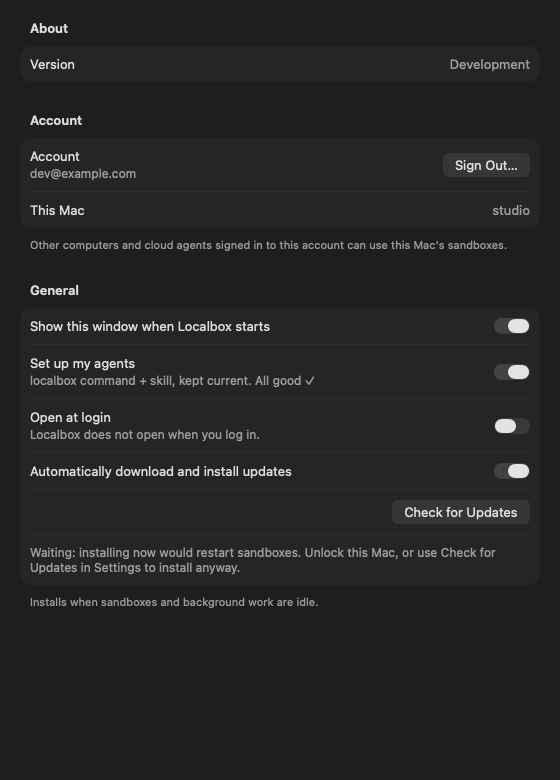 About
Version
Development
Account
Account
dev@example.com
Sign Out...
This Mac
studio
Other computers and cloud agents signed in to this account can use this Mac's sandboxes.
General
Show this window when Localbox starts
Set up my agents
localbox command + skill, kept current. All good ✓
Open at login
Localbox does not open when you log in.
Automatically download and install updates
Check for Updates
Waiting: installing now would restart sandboxes. Unlock this Mac, or use Check for
Updates in Settings to install anyway.
Installs when sandboxes and background work are idle.